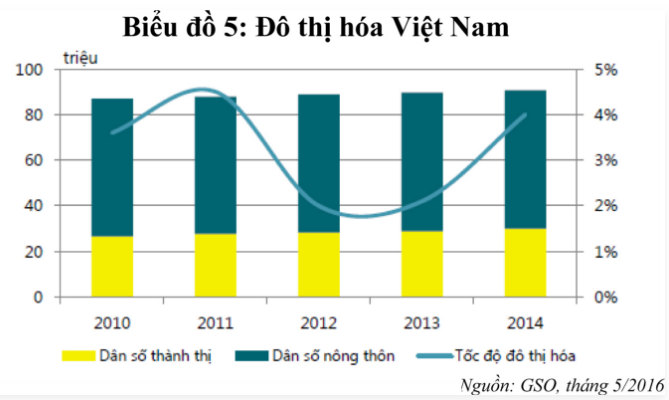 Biểu đồ 5: Đô thị hóa Việt Nam
triệu
100 5%
80 4%
60 3%
40 2%
20 1%
0 0%
2010 2011 2012 2013 2014
Dân số thành thị Dân số nông thôn Tốc độ đô thị hóa
Nguồn: GSO, tháng 5/2016